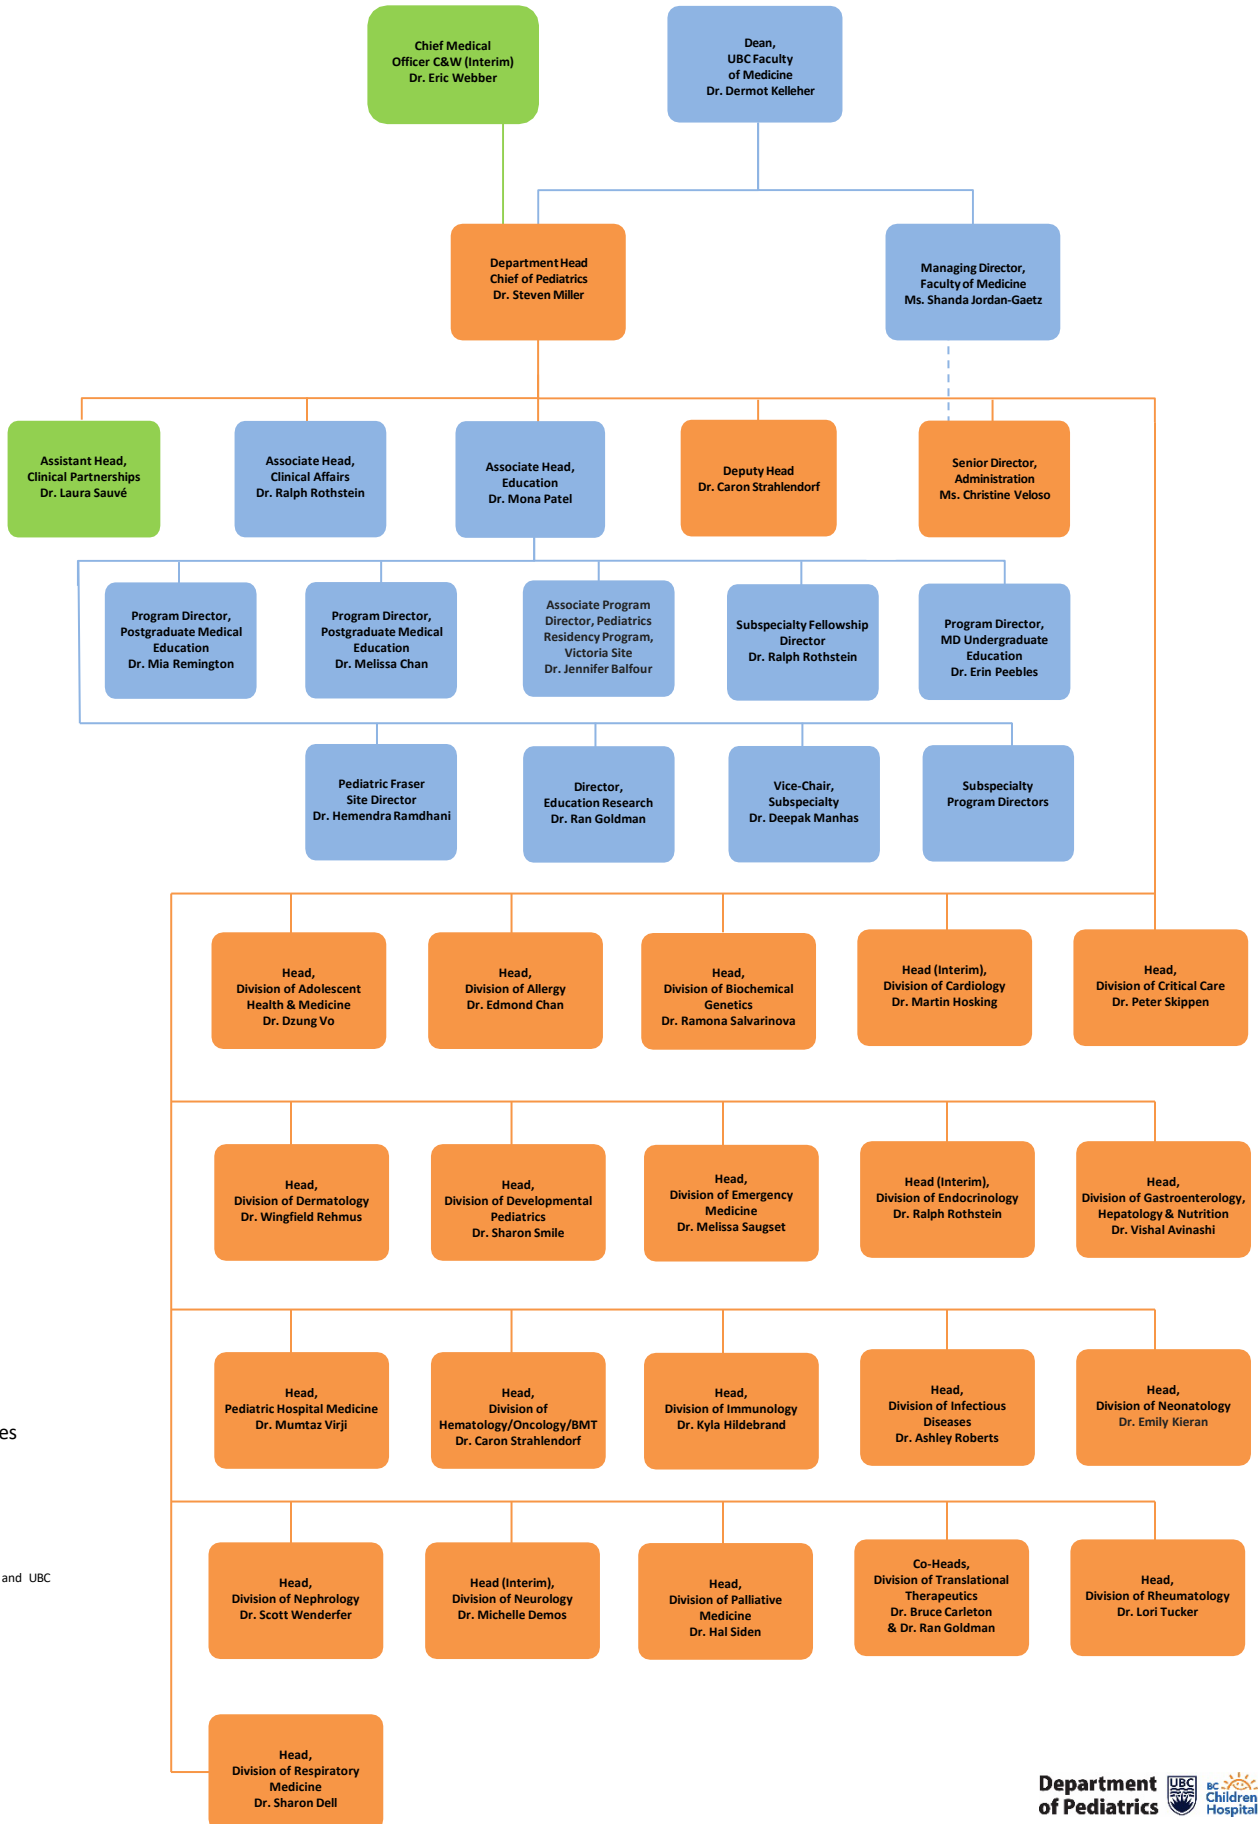 Chief Medical
Officer C&W (Interim)
Dr. Eric Webber
Dean,
UBC Faculty
of Medicine
Dr. Dermot Kelleher
Department Head
Chief of Pediatrics
Dr. Steven Miller
Managing Director,
Faculty of Medicine
Ms. Shanda Jordan-Gaetz
Assistant Head,
Clinical Partnerships
Dr. Laura Sauvé
Associate Head,
Clinical Affairs
Dr. Ralph Rothstein
Associate Head,
Education
Dr. Mona Patel
Deputy Head
Dr. Caron Strahlendorf
Senior Director,
Administration
Ms. Christine Veloso
Program Director,
Postgraduate Medical
Education
Dr. Mia Remington
Program Director,
Postgraduate Medical
Education
Dr. Melissa Chan
Associate Program
Director, Pediatrics
Residency Program,
Victoria Site
Dr. Jennifer Balfour
Subspecialty Fellowship
Director
Dr. Ralph Rothstein
Program Director,
MD Undergraduate
Education
Dr. Erin Peebles
Pediatric Fraser
Site Director
Dr. Hemendra Ramdhani
Director,
Education Research
Dr. Ran Goldman
Vice-Chair,
Subspecialty
Dr. Deepak Manhas
Subspecialty
Program Directors
Head,
Division of Adolescent
Health & Medicine
Dr. Dzung Vo
Head,
Division of Allergy
Dr. Edmond Chan
Head,
Division of Biochemical
Genetics
Dr. Ramona Salvarinova
Head (Interim),
Division of Cardiology
Dr. Martin Hosking
Head,
Division of Critical Care
Dr. Peter Skippen
Head,
Division of Dermatology
Dr. Wingfield Rehmus
Head,
Division of Developmental
Pediatrics
Dr. Sharon Smile
Head,
Division of Emergency
Medicine
Dr. Melissa Saugset
Head (Interim),
Division of Endocrinology
Dr. Ralph Rothstein
Head,
Division of Gastroenterology,
Hepatology & Nutrition
Dr. Vishal Avinashi
Head,
Pediatric Hospital Medicine
Dr. Mumtaz Virji
Head,
Division of
Hematology/Oncology/BMT
Dr. Caron Strahlendorf
Head,
Division of Immunology
Dr. Kyla Hildebrand
Head,
Division of Infectious
Diseases
Dr. Ashley Roberts
Head,
Division of Neonatology
Dr. Emily Kieran
es
and UBC
Head,
Division of Nephrology
Dr. Scott Wenderfer
Head (Interim),
Division of Neurology
Dr. Michelle Demos
Head,
Division of Palliative
Medicine
Dr. Hal Siden
Co-Heads,
Division of Translational
Therapeutics
Dr. Bruce Carleton
& Dr. Ran Goldman
Head,
Division of Rheumatology
Dr. Lori Tucker
Head,
Division of Respiratory
Medicine
Dr. Sharon Dell
Department
of Pediatrics
UBC
BC
Children
Hospital